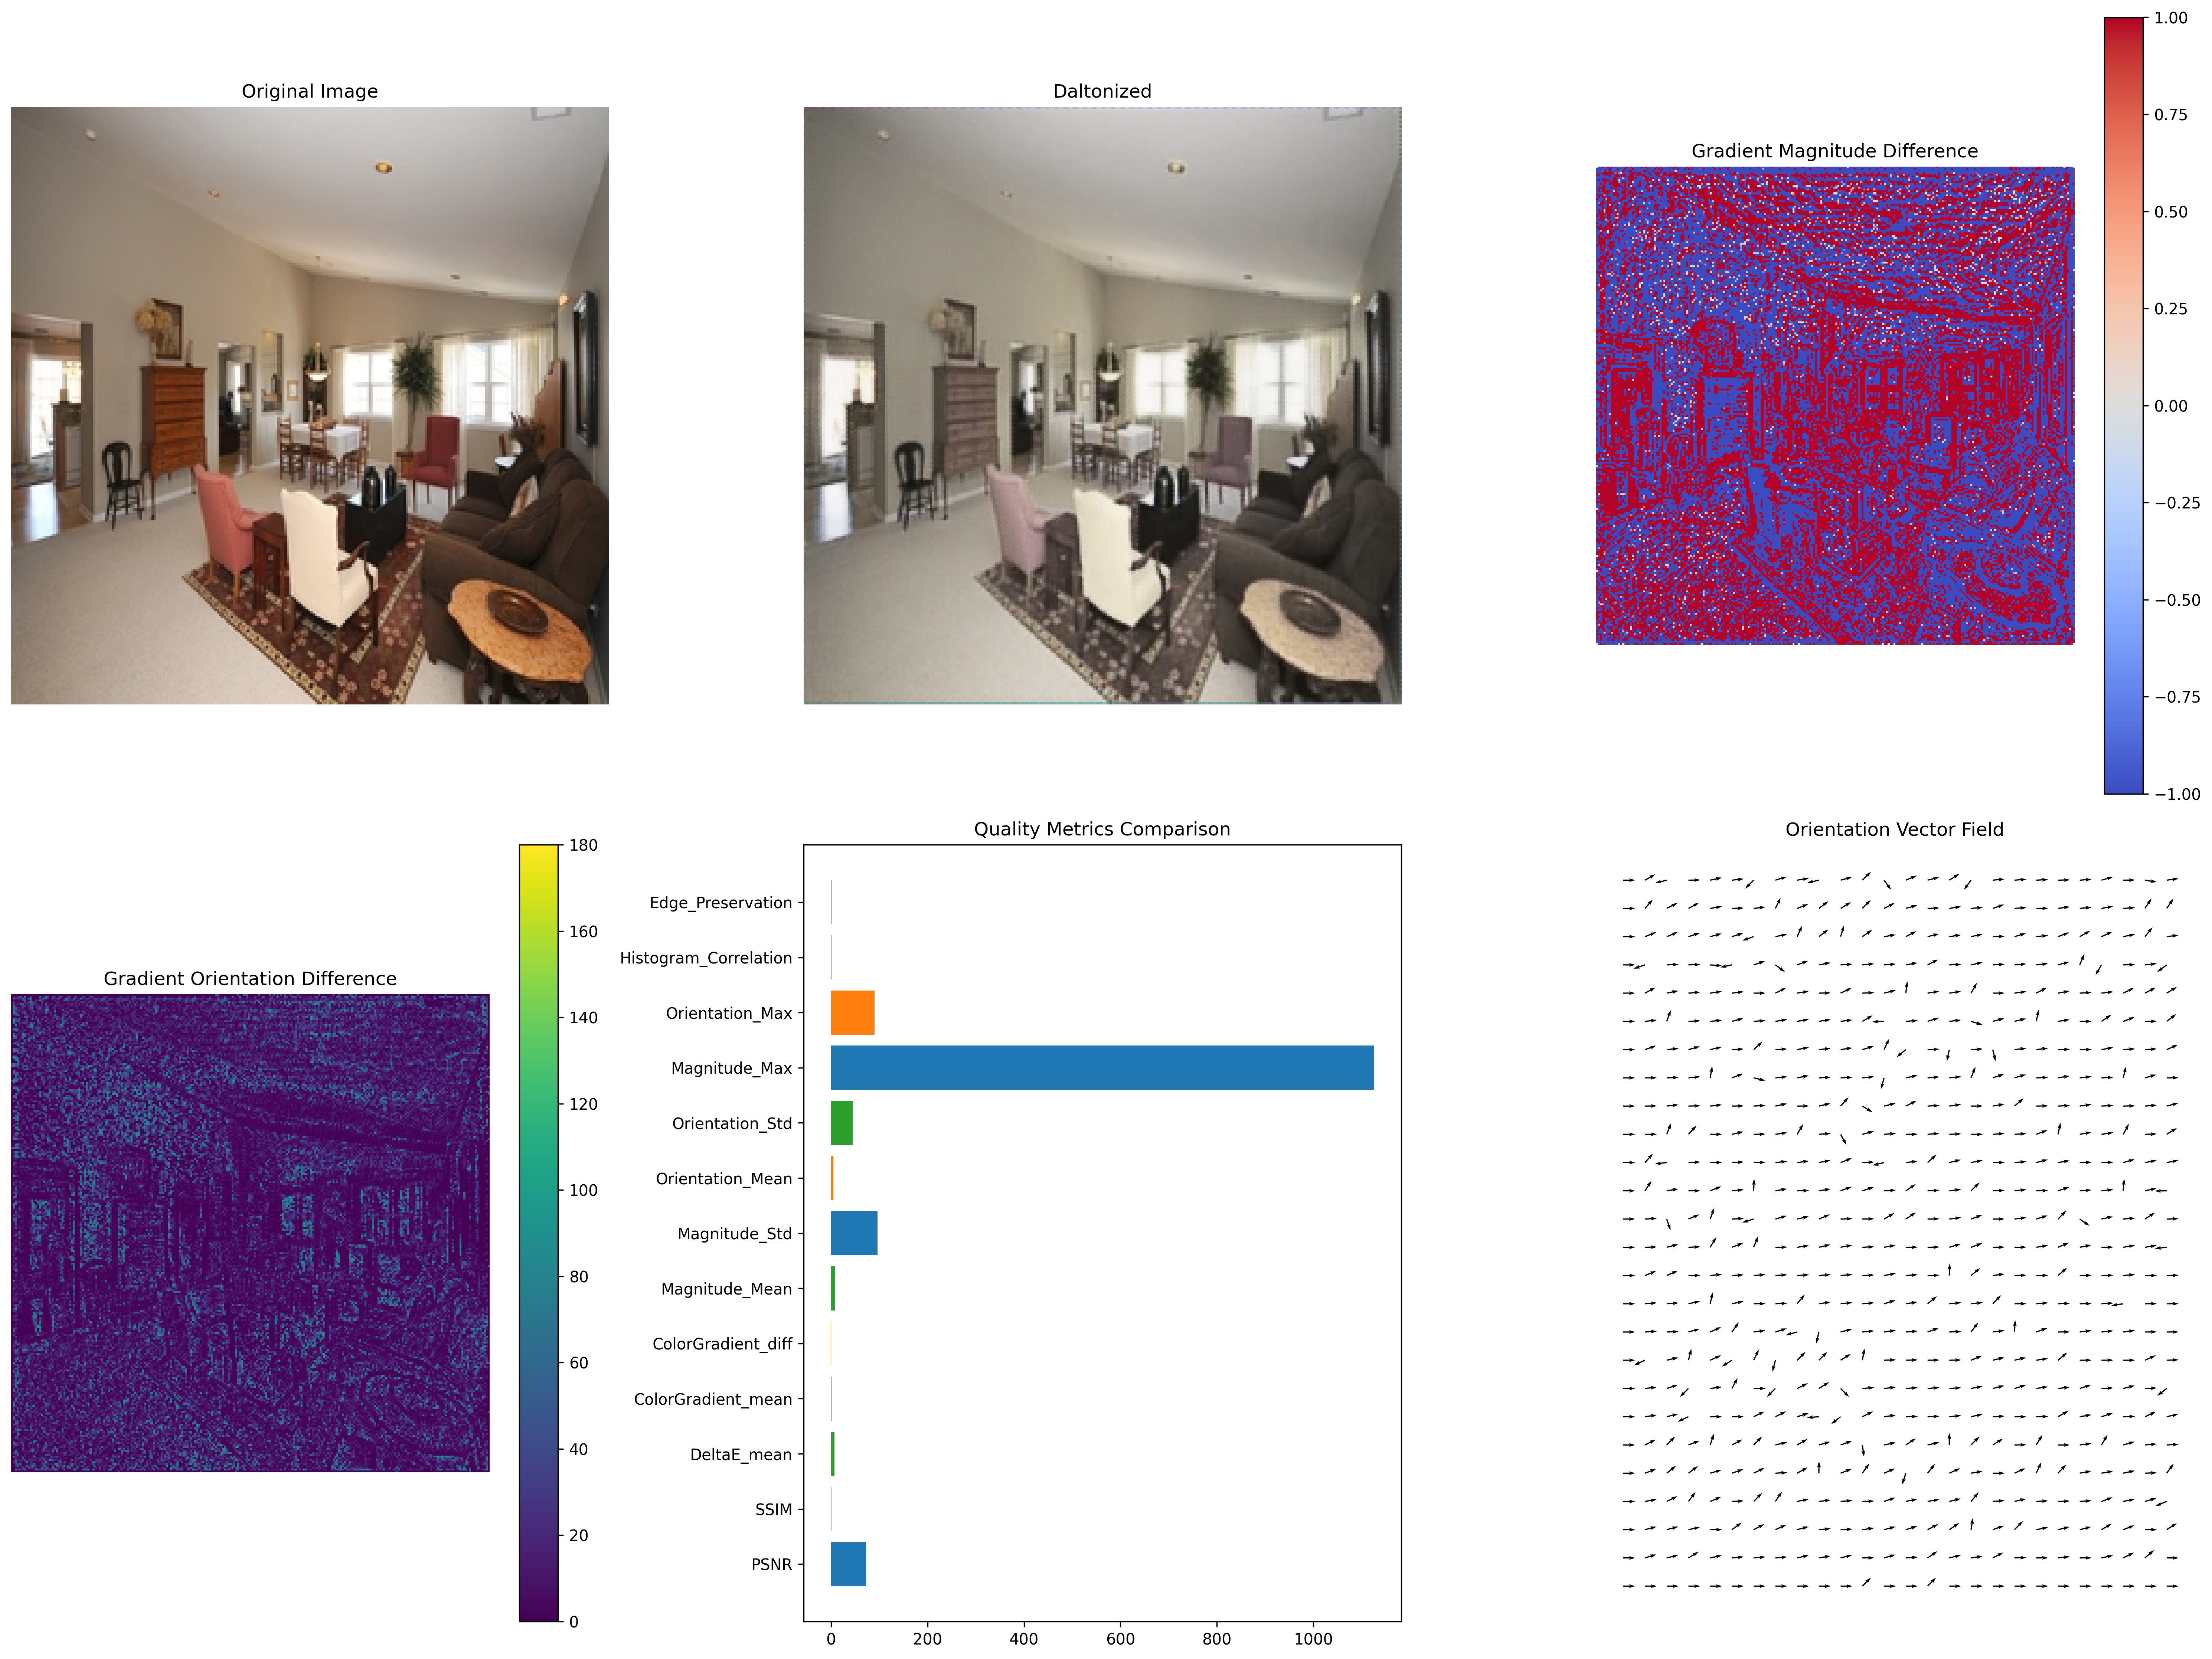 Original Image
Daltonized
Gradient Magnitude Difference
1.00
0.75
0.50
0.25
0.00
−0.25
−0.50
−0.75
−1.00
Gradient Orientation Difference
180
160
140
120
100
80
60
40
20
0
Quality Metrics Comparison
Edge_Preservation
Histogram_Correlation
Orientation_Max
Magnitude_Max
Orientation_Std
Orientation_Mean
Magnitude_Std
Magnitude_Mean
ColorGradient_diff
ColorGradient_mean
DeltaE_mean
SSIM
PSNR
0 200 400 600 800 1000
Orientation Vector Field